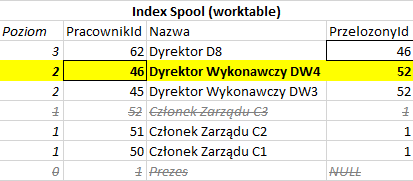 Index Spool (worktable)
Poziom PracownikId Nazwa PrzelozonyId
3 62 Dyrektor D8 46
2 46 Dyrektor Wykonawczy DW4 52
2 45 Dyrektor Wykonawczy DW3 52
1 52 Członek Zarządu C3 1
1 51 Członek Zarządu C2 1
1 50 Członek Zarządu C1 1
0 1 Prezes NULL